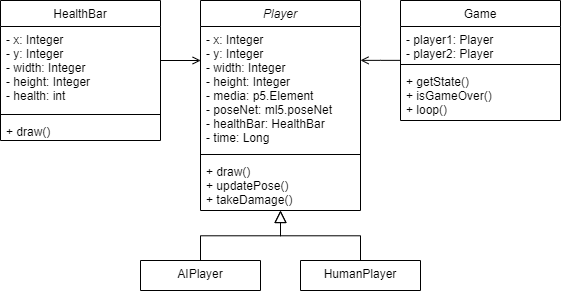 HealthBar
- x: Integer
- y: Integer
- width: Integer
- height: Integer
- health: int
+ draw()
Player
- x: Integer
- y: Integer
- width: Integer
- height: Integer
- media: p5.Element
- poseNet: ml5.poseNet
- healthBar: HealthBar
- time: Long
+ draw()
+ updatePose()
+ takeDamage()
Game
- player1: Player
- player2: Player
+ getState()
+ isGameOver()
+ loop()
AIPlayer
HumanPlayer